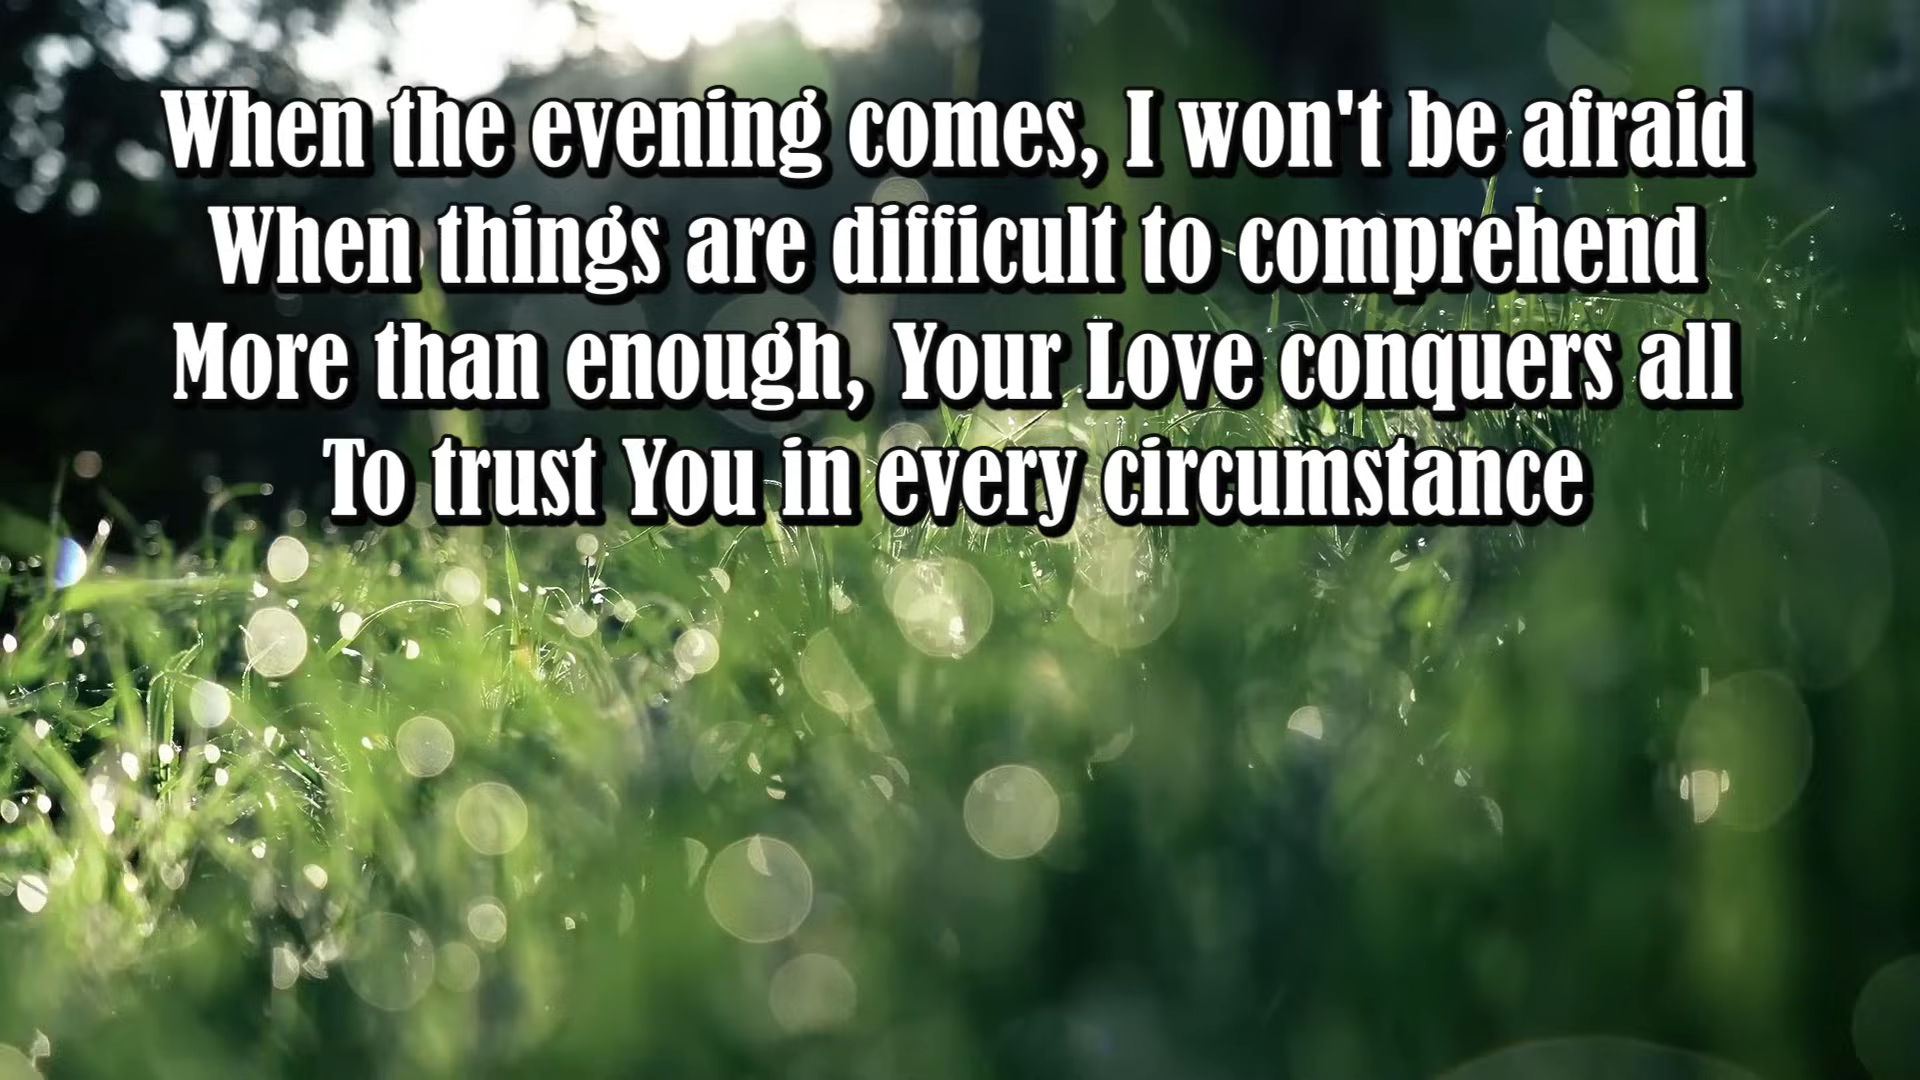 When the evening comes, I won't be afraid
When things are difficult to comprehend
More than enough, Your Love conquers all
To trust You in every circumstance